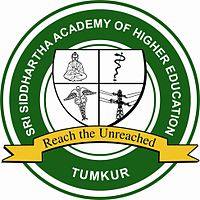 SRI SIDDHARTHA ACADEMY OF HIGHER EDUCATION
Reach the Unreached
TUMKUR